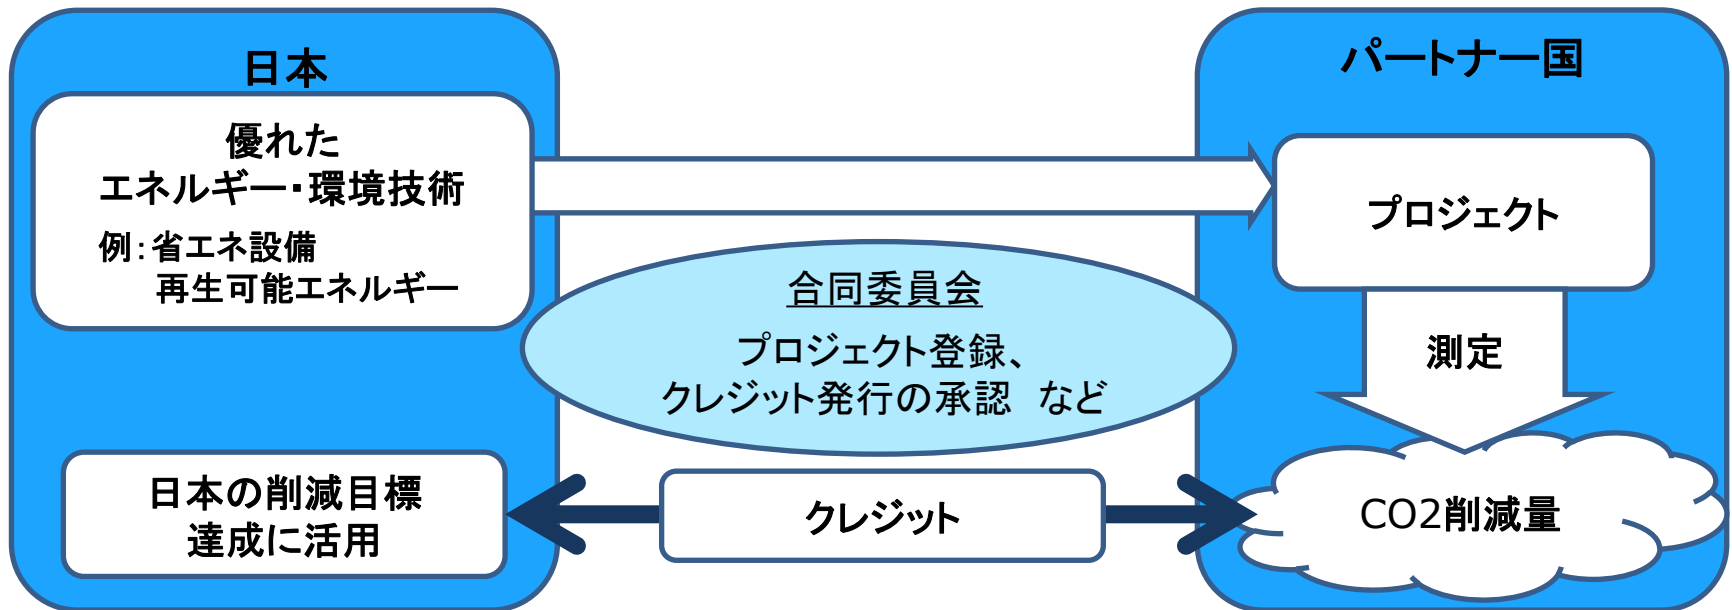 日本
優れた
エネルギー・環境技術
例：省エネ設備
再生可能エネルギー
パートナー国
プロジェクト
合同委員会
プロジェクト登録、
クレジット発行の承認　など
測定
日本の削減目標
達成に活用
クレジット
CO2削減量